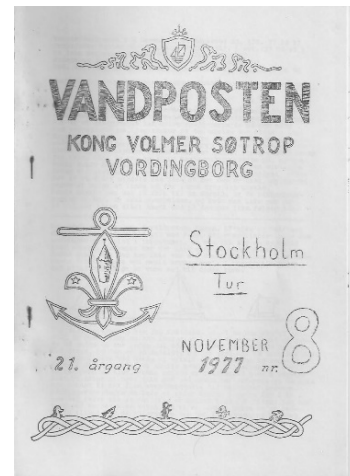 VANDPOSTEN
KONG VOLMER SØTROP
VORDINGBORG
Stockholm
Tur
NOVEMBER
21. årgang 1977 nr. 8